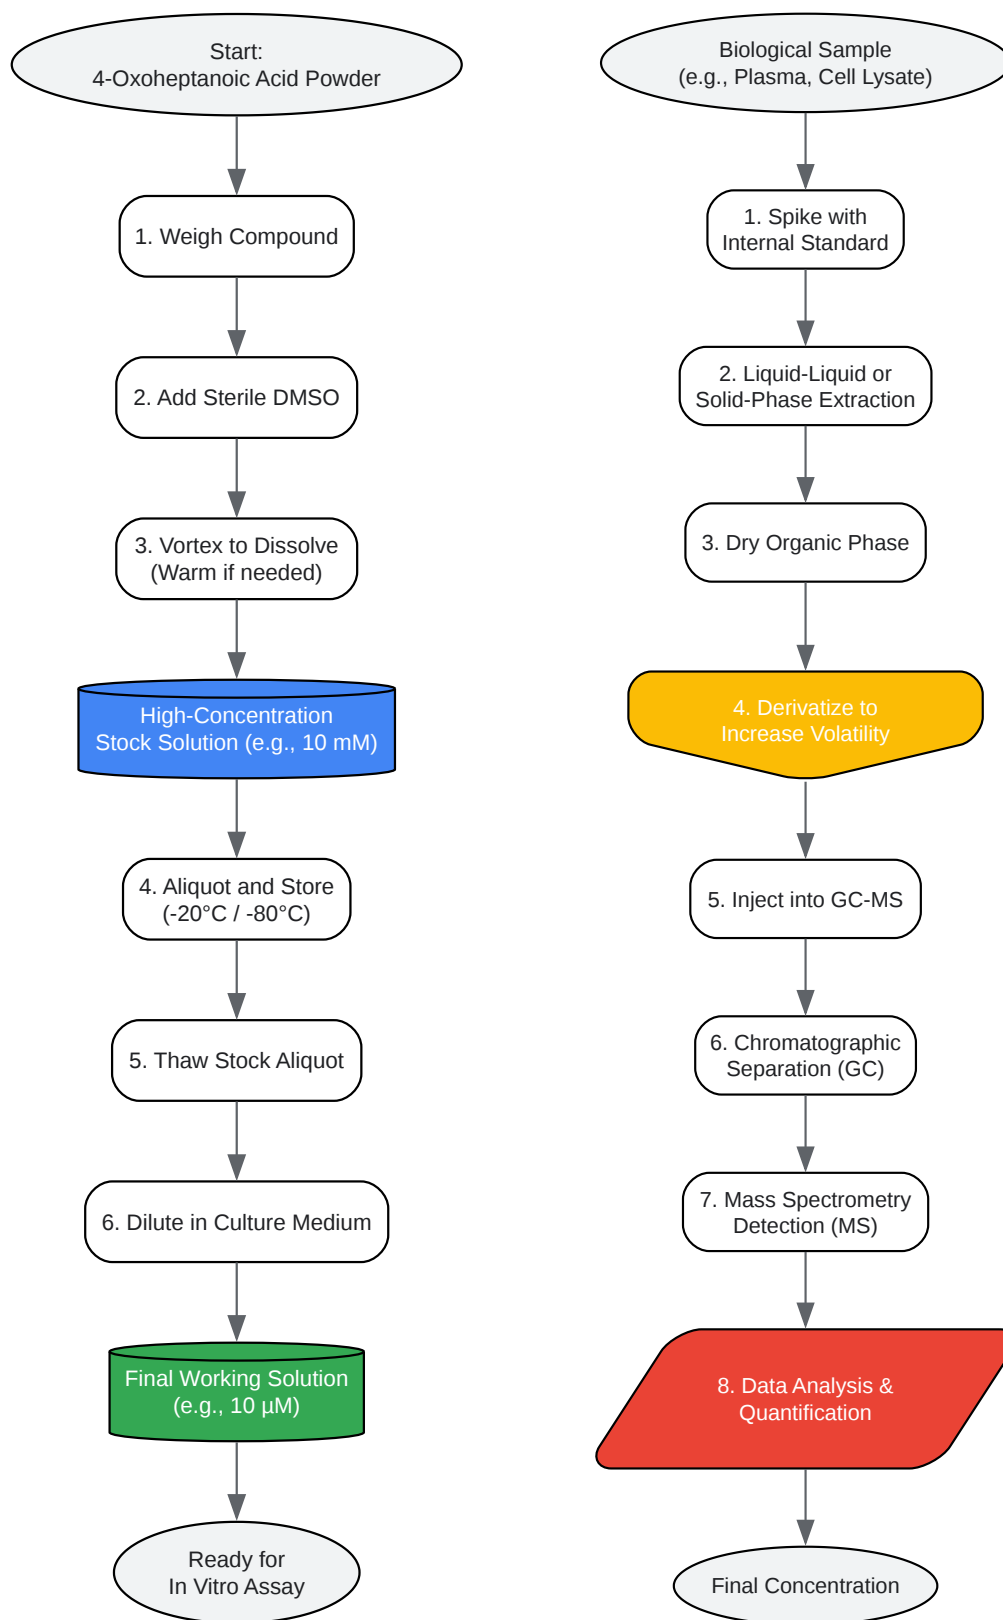 Start:
4-Oxoheptanoic Acid Powder
1. Weigh Compound
2. Add Sterile DMSO
3. Vortex to Dissolve
(Warm if needed)
High-Concentration
Stock Solution (e.g., 10 mM)
4. Aliquot and Store
(-20°C / -80°C)
5. Thaw Stock Aliquot
6. Dilute in Culture Medium
Final Working Solution
(e.g., 10 µM)
Ready for
In Vitro Assay
Biological Sample
(e.g., Plasma, Cell Lysate)
1. Spike with
Internal Standard
2. Liquid-Liquid or
Solid-Phase Extraction
3. Dry Organic Phase
4. Derivatize to
Increase Volatility
5. Inject into GC-MS
6. Chromatographic
Separation (GC)
7. Mass Spectrometry
Detection (MS)
8. Data Analysis &
Quantification
Final Concentration